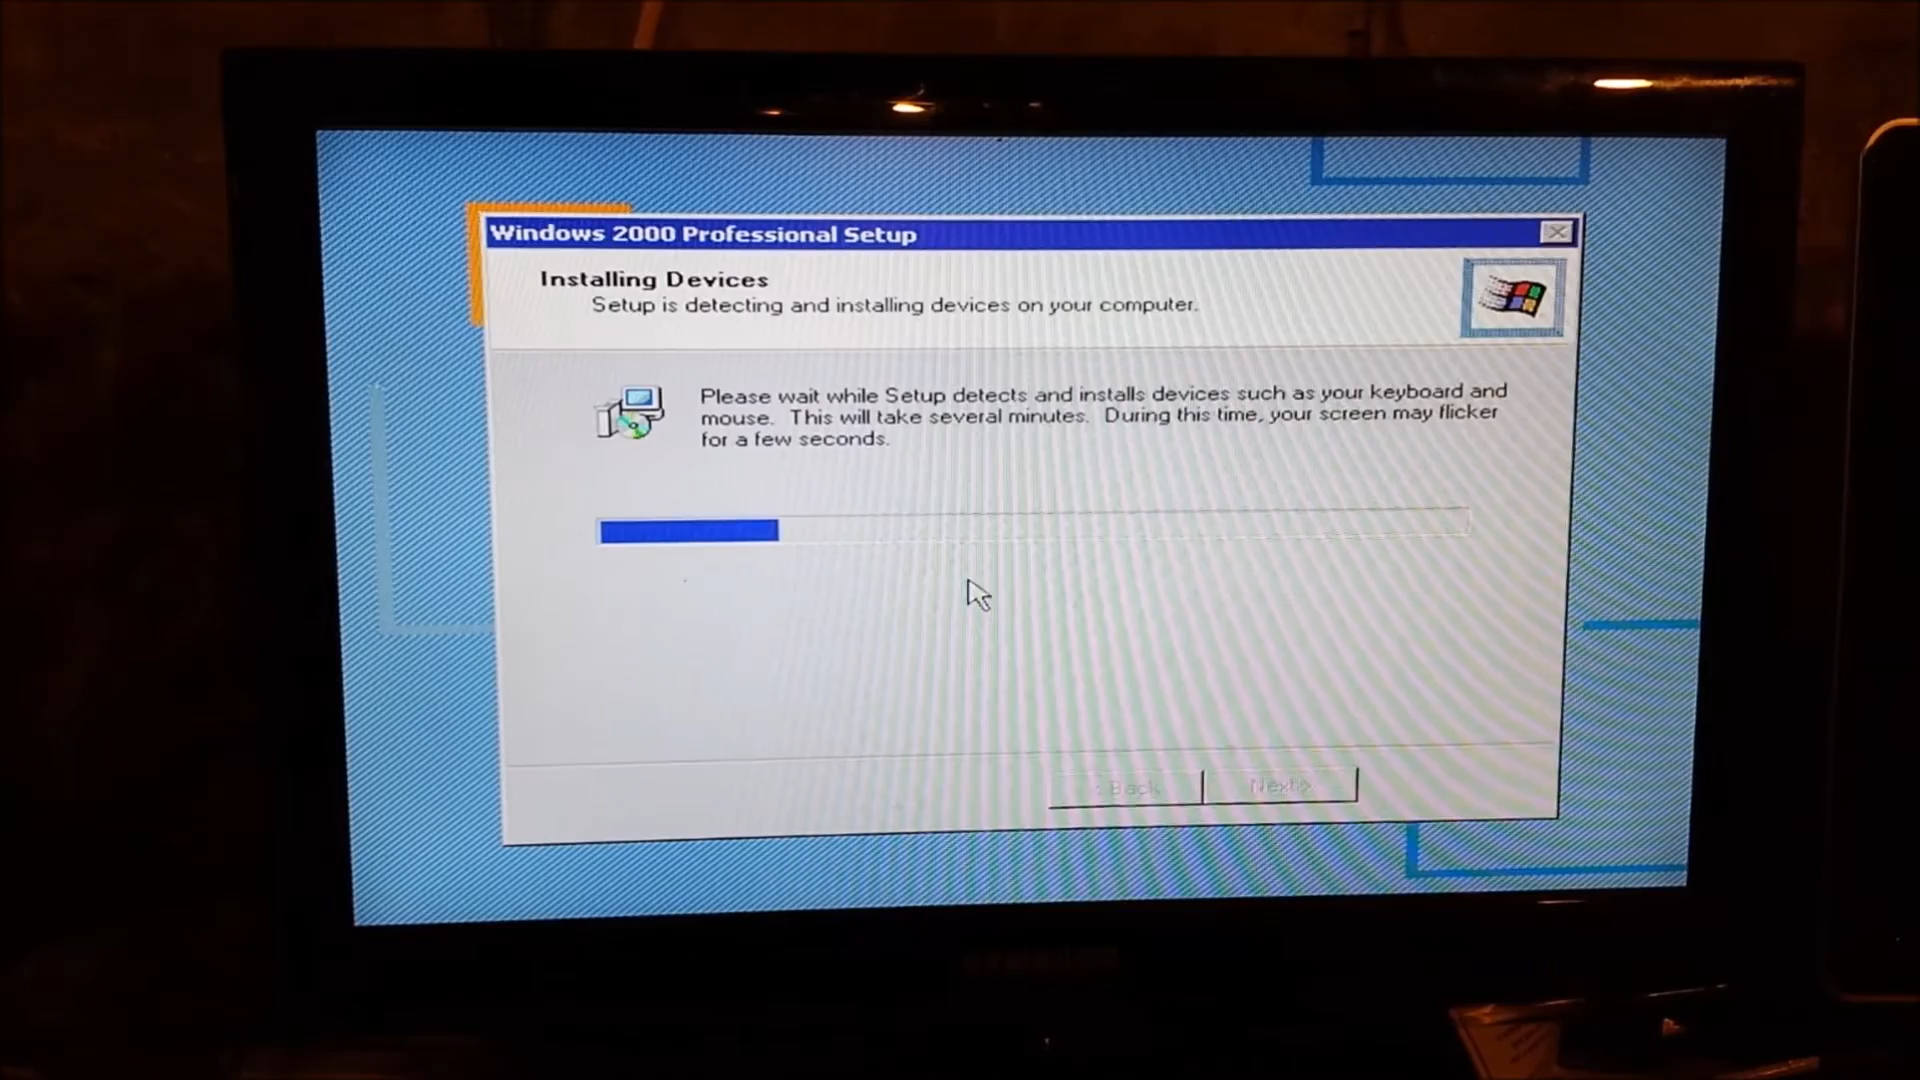 Windows 2000 Professional Setup
Installing Devices
Setup is detecting and installing devices on your computer.
Please wait while Setup detects and installs devices such as your keyboard and
mouse. This will take several minutes. During this time, your screen may flicker
for a few seconds.
< Back
Next >